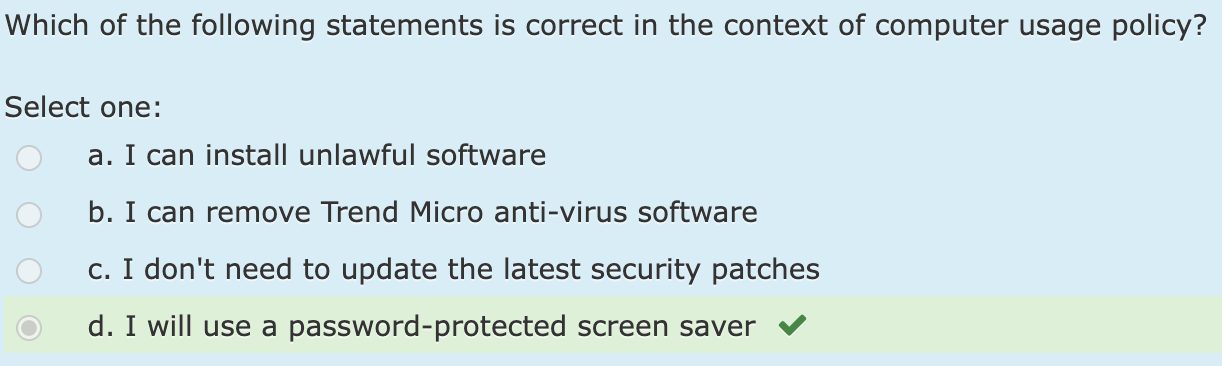 Which of the following statements is correct in the context of computer usage policy?
Select one:
a. I can install unlawful software
b. I can remove Trend Micro anti-virus software
c. I don't need to update the latest security patches
d. I will use a password-protected screen saver